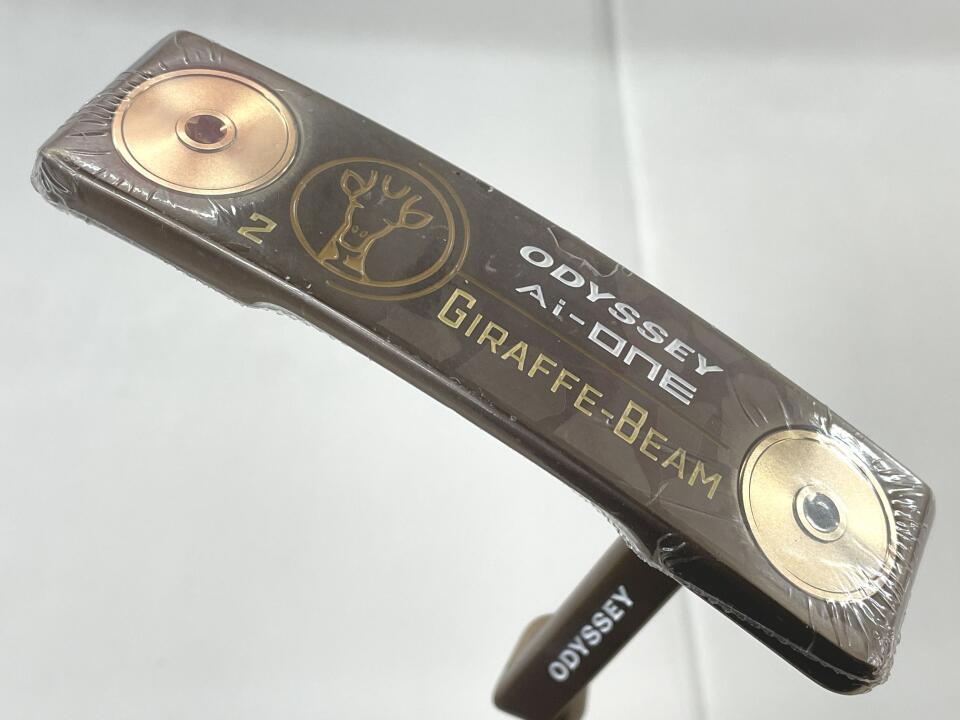 2
ODYSSEY
Ai-ONE
GIRAFFE-BEAM
ODYSSEY